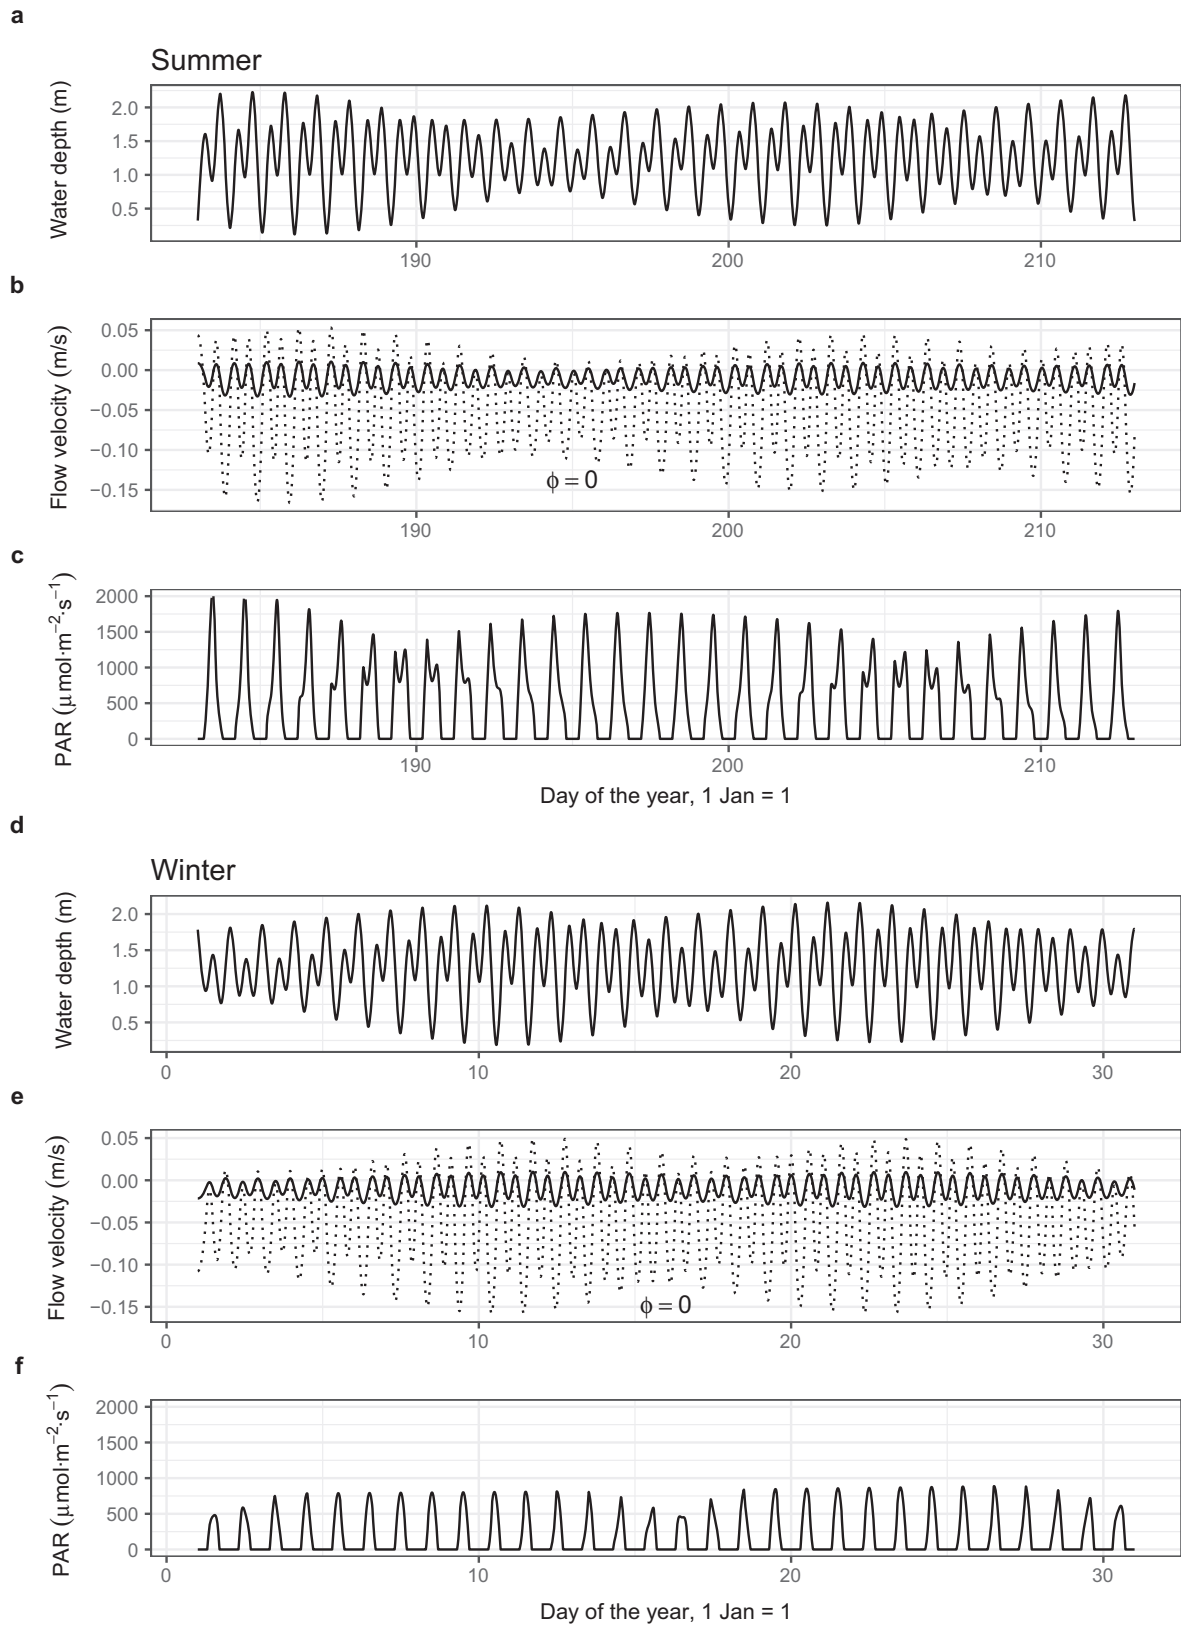 a
Summer
Water depth (m)
2.0
1.5
1.0
0.5
190
200
210
b
Flow velocity (m/s)
0.05
0.00
−0.05
−0.10
−0.15
ϕ = 0
190
200
210
c
PAR (μmol·m⁻²·s⁻¹)
2000
1500
1000
500
0
190
200
210
Day of the year, 1 Jan = 1
d
Winter
Water depth (m)
2.0
1.5
1.0
0.5
0
10
20
30
e
Flow velocity (m/s)
0.05
0.00
−0.05
−0.10
−0.15
ϕ = 0
0
10
20
30
f
PAR (μmol·m⁻²·s⁻¹)
2000
1500
1000
500
0
0
10
20
30
Day of the year, 1 Jan = 1